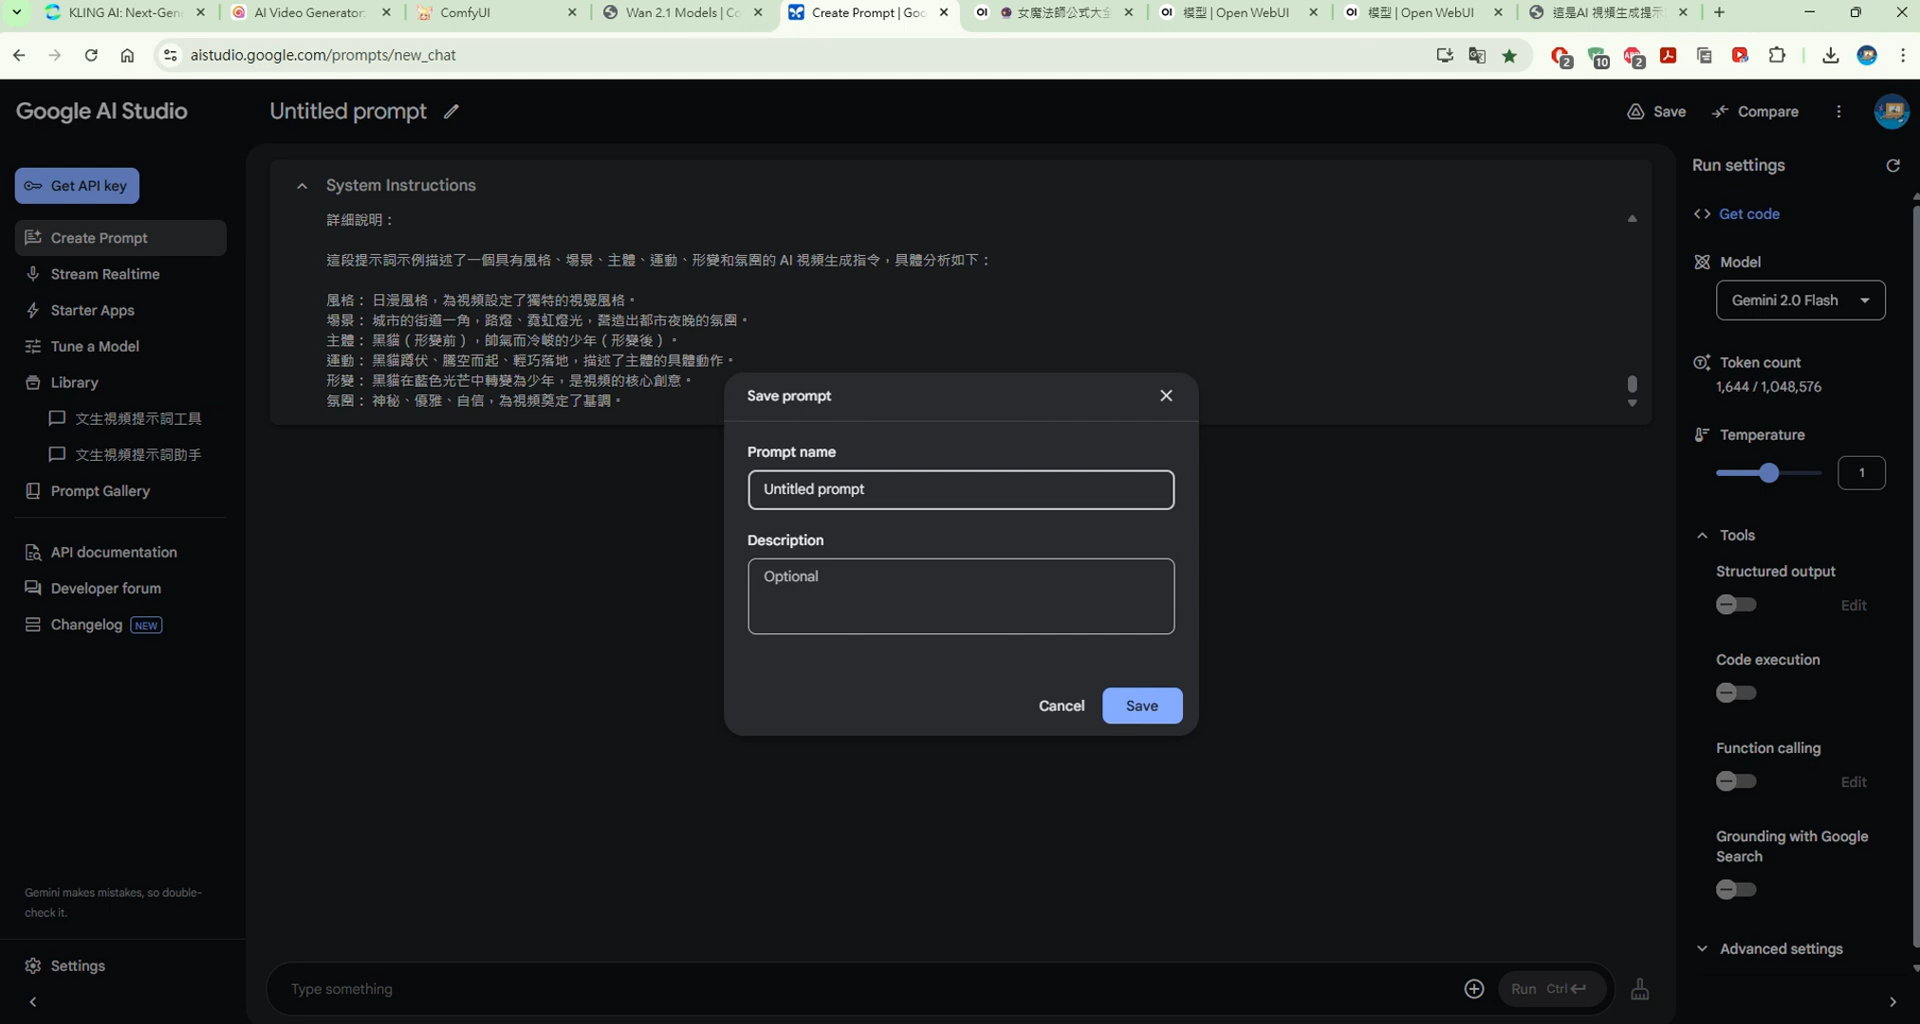 KLING AI: Next-Gen
AI Video Generator
ComfyUI
Wan 2.1 Models | Co
Create Prompt | Goo
女魔法師公式大全
模型 | Open WebUI
模型 | Open WebUI
這是AI 視頻生成提示
aistudio.google.com/prompts/new_chat
2
10
2
Google AI Studio
Untitled prompt
Save
Compare
Get API key
Create Prompt
Stream Realtime
Starter Apps
Tune a Model
Library
文生視頻提示詞工具
文生視頻提示詞助手
Prompt Gallery
API documentation
Developer forum
Changelog NEW
Gemini makes mistakes, so double-
check it.
Settings
System Instructions
詳細說明：
這段提示詞示例描述了一個具有風格、場景、主體、運動、形變和氛圍的 AI 視頻生成指令，具體分析如下：
風格： 日漫風格，為視頻設定了獨特的視覺風格。
場景： 城市的街道一角，路燈、霓虹燈光，營造出都市夜晚的氛圍。
主體： 黑貓（形變前），帥氣而冷峻的少年（形變後）。
運動： 黑貓蹲伏、騰空而起、輕巧落地，描述了主體的具體動作。
形變： 黑貓在藍色光芒中轉變為少年，是視頻的核心創意。
氛圍： 神秘、優雅、自信，為視頻奠定了基調。
Save prompt
Prompt name
Untitled prompt
Description
Optional
Cancel
Save
Type something
Run Ctrl
Run settings
Get code
Model
Gemini 2.0 Flash
Token count
1,644 / 1,048,576
Temperature
1
Tools
Structured output
Edit
Code execution
Function calling
Edit
Grounding with Google
Search
Advanced settings